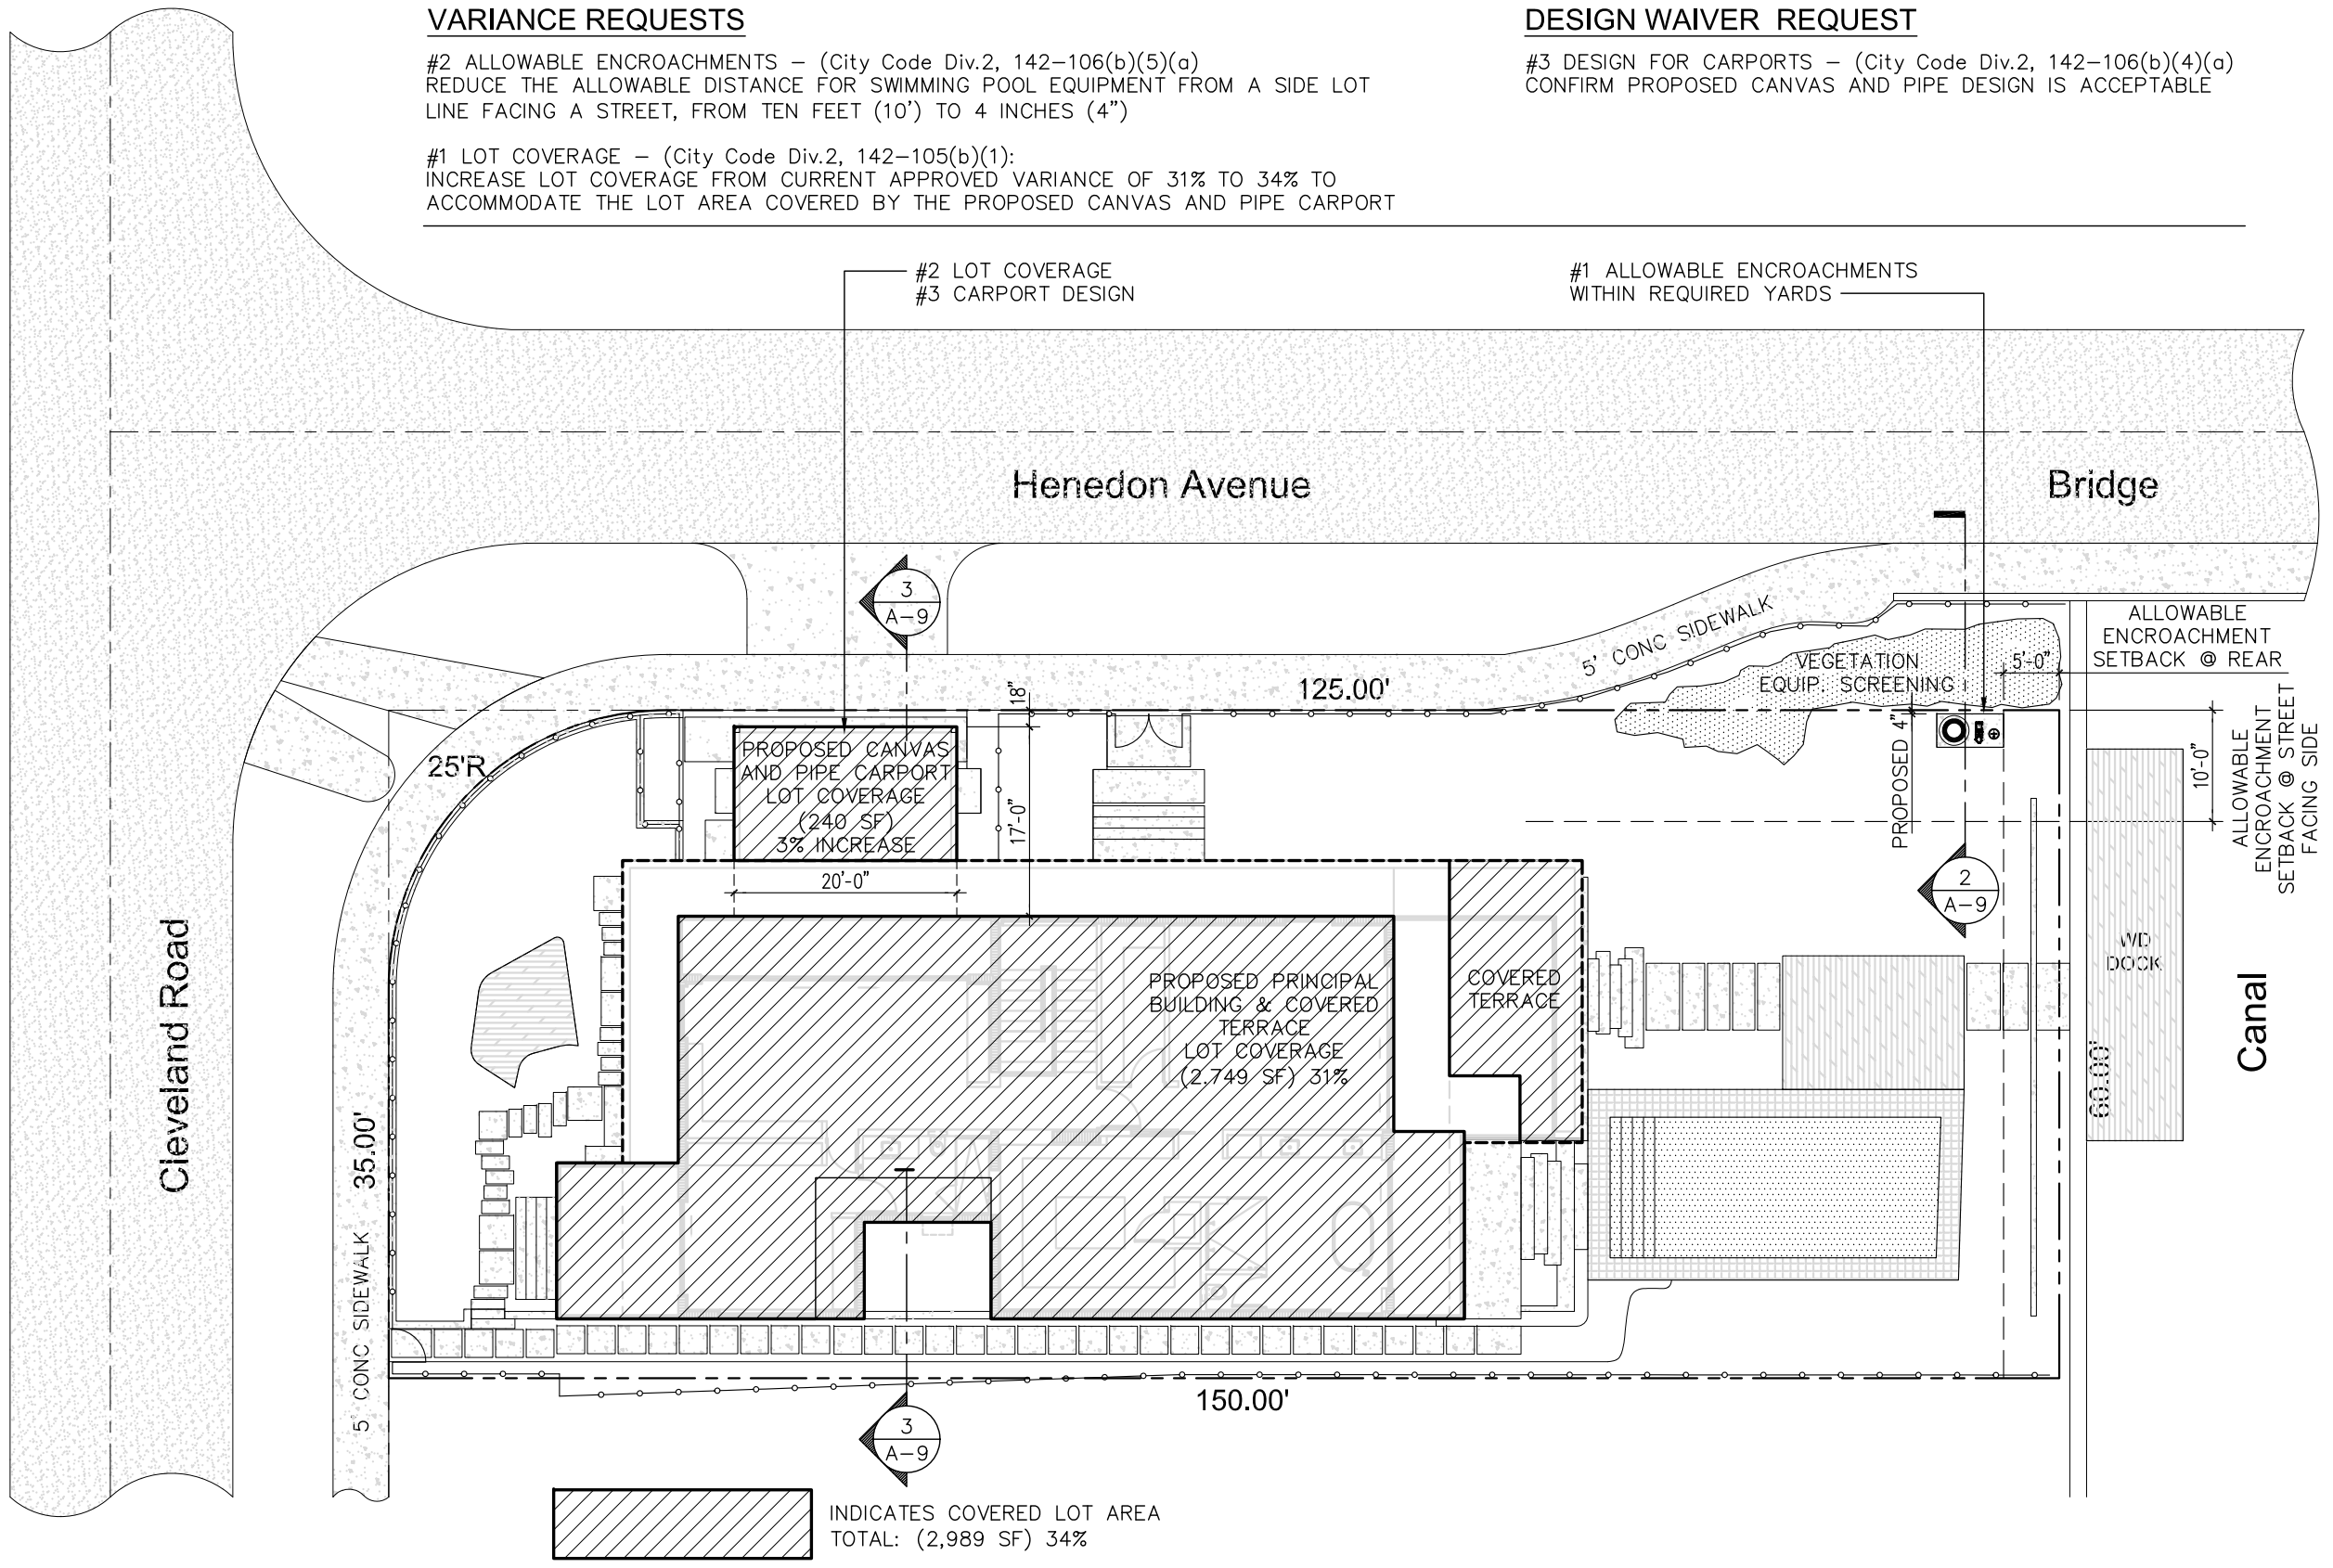 VARIANCE REQUESTS
#2 ALLOWABLE ENCROACHMENTS – (City Code Div.2, 142–106(b)(5)(a)
REDUCE THE ALLOWABLE DISTANCE FOR SWIMMING POOL EQUIPMENT FROM A SIDE LOT
LINE FACING A STREET, FROM TEN FEET (10') TO 4 INCHES (4")
#1 LOT COVERAGE – (City Code Div.2, 142–105(b)(1):
INCREASE LOT COVERAGE FROM CURRENT APPROVED VARIANCE OF 31% TO 34% TO
ACCOMMODATE THE LOT AREA COVERED BY THE PROPOSED CANVAS AND PIPE CARPORT
DESIGN WAIVER REQUEST
#3 DESIGN FOR CARPORTS – (City Code Div.2, 142–106(b)(4)(a)
CONFIRM PROPOSED CANVAS AND PIPE DESIGN IS ACCEPTABLE
#2 LOT COVERAGE
#3 CARPORT DESIGN
#1 ALLOWABLE ENCROACHMENTS
WITHIN REQUIRED YARDS
Henedon Avenue
Bridge
3
A–9
5' CONC SIDEWALK
ALLOWABLE
ENCROACHMENT
SETBACK @ REAR
VEGETATION
EQUIP. SCREENING
5'-0"
18"
125.00'
25'R
PROPOSED CANVAS
AND PIPE CARPORT
LOT COVERAGE
(240 SF)
3% INCREASE
17'-0"
20'-0"
PROPOSED 4"
10'-0"
ALLOWABLE
ENCROACHMENT
SETBACK @ STREET
FACING SIDE
2
A–9
Cleveland Road
PROPOSED PRINCIPAL
BUILDING & COVERED
TERRACE
LOT COVERAGE
(2.749 SF) 31%
COVERED
TERRACE
WD
DOCK
Canal
60.00'
35.00'
5' CONC SIDEWALK
150.00'
3
A–9
INDICATES COVERED LOT AREA
TOTAL: (2,989 SF) 34%